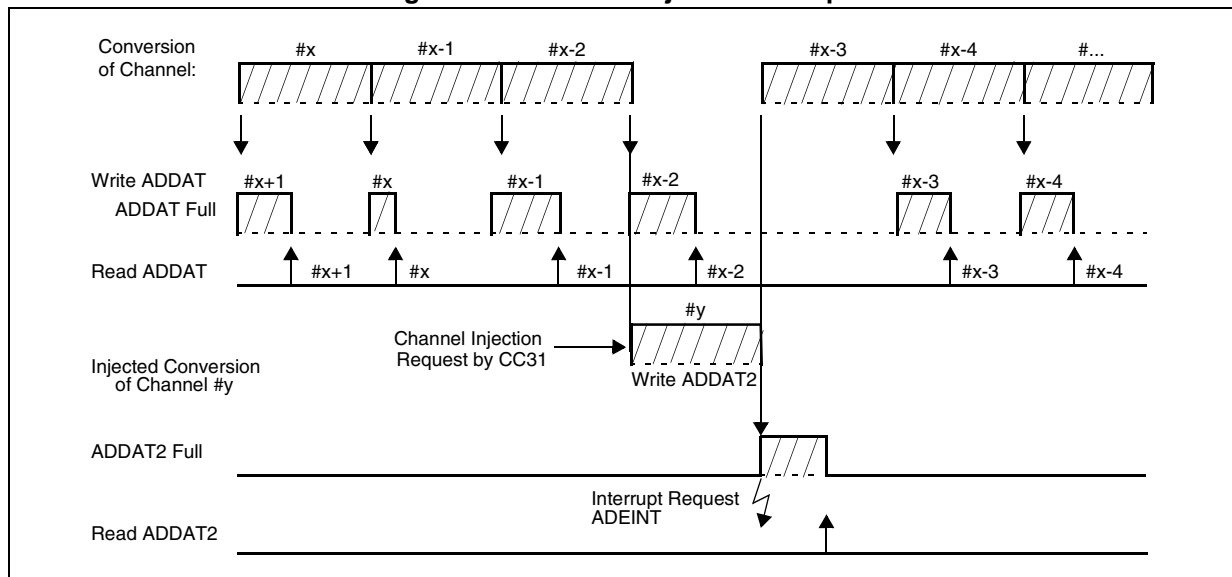 Conversion
of Channel:
#x
#x-1
#x-2
#x-3
#x-4
#...
Write ADDAT
ADDAT Full
#x+1
#x
#x-1
#x-2
#x-3
#x-4
Read ADDAT
#x+1
#x
#x-1
#x-2
#x-3
#x-4
#y
Channel Injection
Request by CC31
Write ADDAT2
Injected Conversion
of Channel #y
ADDAT2 Full
Interrupt Request
ADEINT
Read ADDAT2